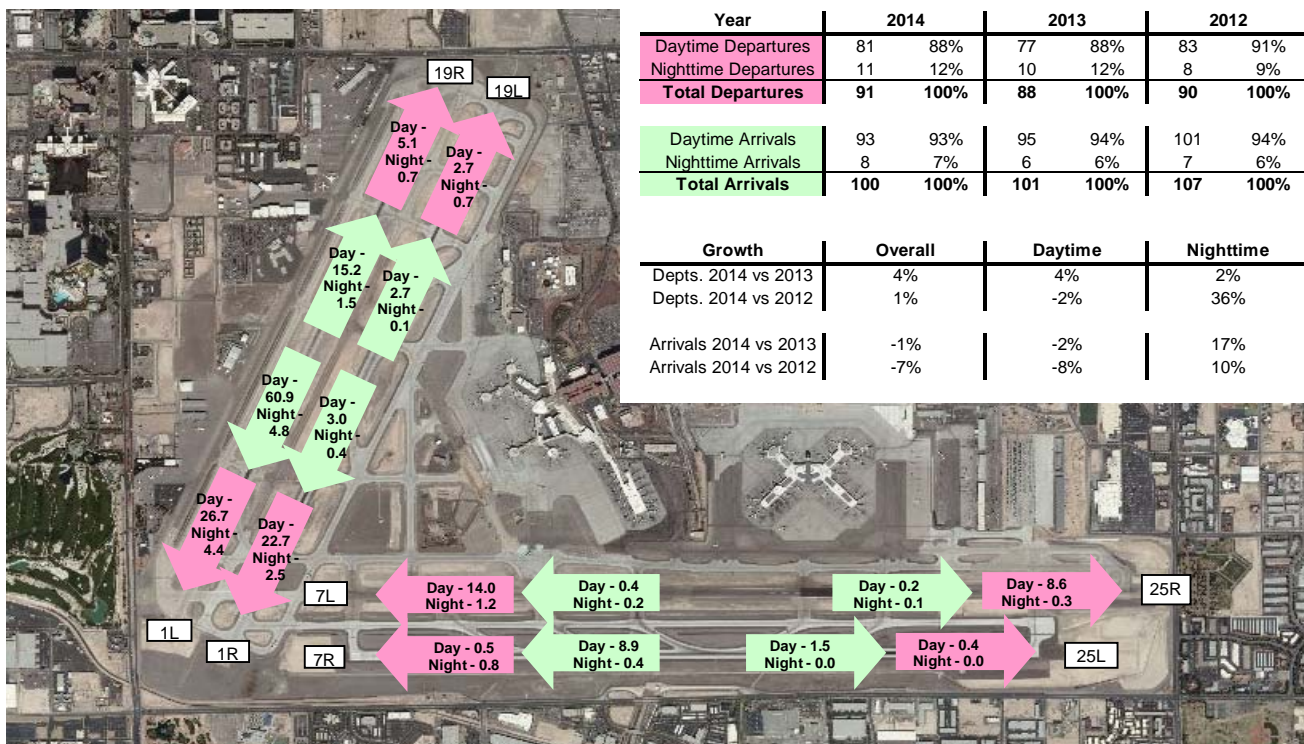 Year 2014 2013 2012
Daytime Departures 81 88% 77 88% 83 91%
Nighttime Departures 11 12% 10 12% 8 9%
Total Departures 91 100% 88 100% 90 100%
Daytime Arrivals 93 93% 95 94% 101 94%
Nighttime Arrivals 8 7% 6 6% 7 6%
Total Arrivals 100 100% 101 100% 107 100%
Growth Overall Daytime Nighttime
Depts. 2014 vs 2013 4% 4% 2%
Depts. 2014 vs 2012 1% -2% 36%
Arrivals 2014 vs 2013 -1% -2% 17%
Arrivals 2014 vs 2012 -7% -8% 10%
19R
19L
Day -
5.1
Night -
0.7
Day -
2.7
Night -
0.7
Day -
15.2
Night -
1.5
Day -
2.7
Night -
0.1
Day -
60.9
Night -
4.8
Day -
3.0
Night -
0.4
Day -
26.7
Night -
4.4
Day -
22.7
Night -
2.5
7L
Day - 14.0
Night - 1.2
Day - 0.4
Night - 0.2
Day - 0.2
Night - 0.1
Day - 8.6
Night - 0.3
25R
1L
1R
7R
Day - 0.5
Night - 0.8
Day - 8.9
Night - 0.4
Day - 1.5
Night - 0.0
Day - 0.4
Night - 0.0
25L